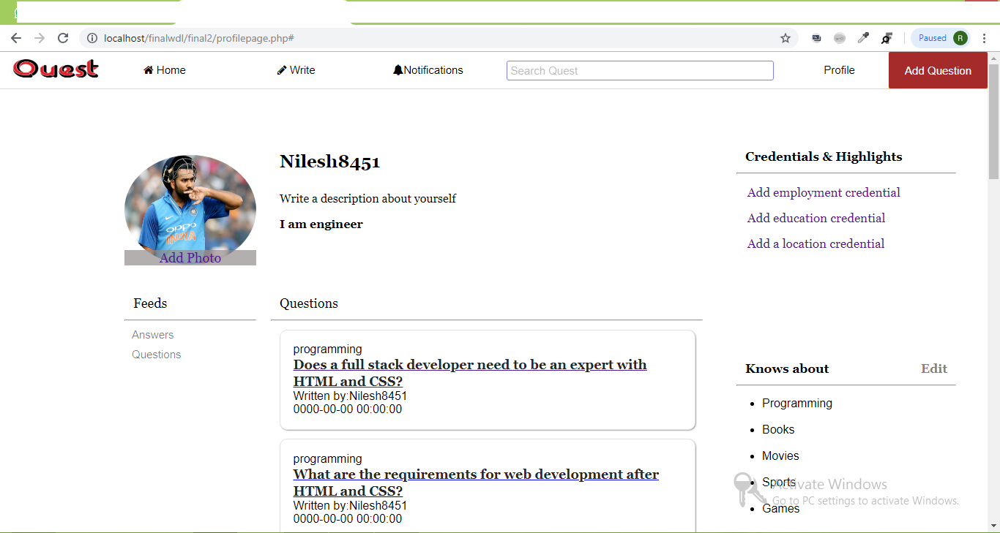 localhost/finalwdl/final2/profilepage.php#
Paused R
Quest
Home
Write
Notifications
Search Quest
Profile
Add Question
Nilesh8451
Write a description about yourself
I am engineer
OPPO
INDIA
Add Photo
Credentials & Highlights
Add employment credential
Add education credential
Add a location credential
Feeds
Answers
Questions
Questions
programming
Does a full stack developer need to be an expert with
HTML and CSS?
Written by:Nilesh8451
0000-00-00 00:00:00
programming
What are the requirements for web development after
HTML and CSS?
Written by:Nilesh8451
0000-00-00 00:00:00
Knows about
Edit
Programming
Books
Movies
Sports
Games
Activate Windows
Go to PC settings to activate Windows.